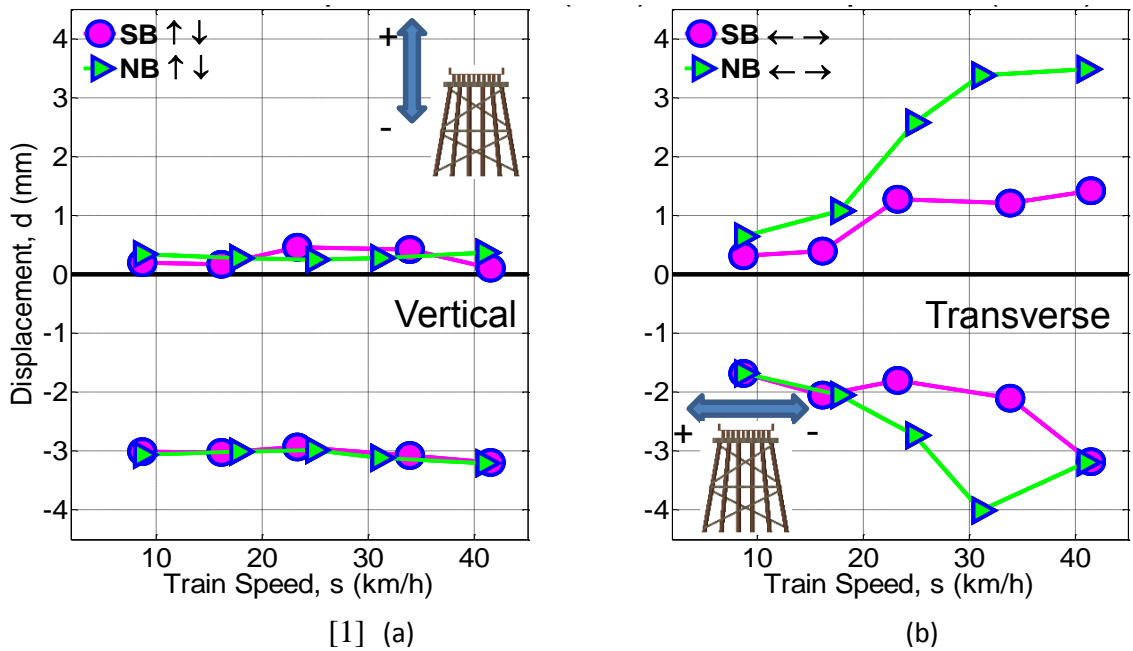 SB ↑ ↓
NB ↑ ↓
+
-
4
3
2
1
0
-1
-2
-3
-4
Displacement, d (mm)
Vertical
10 20 30 40
Train Speed, s (km/h)
[1] (a)
SB ← →
NB ← →
4
3
2
1
0
-1
-2
-3
-4
Transverse
+ -
10 20 30 40
Train Speed, s (km/h)
(b)